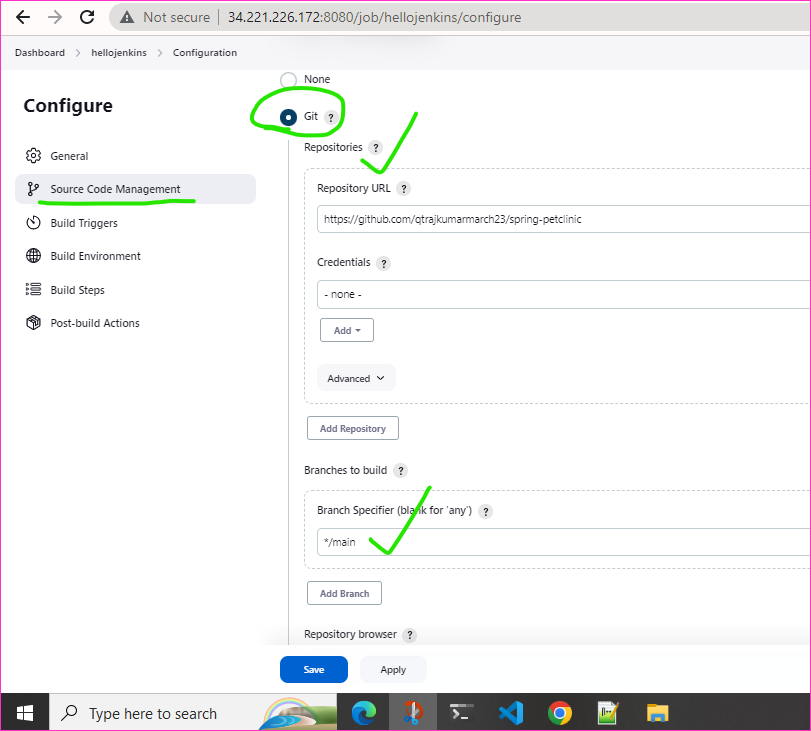 Not secure | 34.221.226.172:8080/job/hellojenkins/configure
Dashboard > hellojenkins > Configuration
Configure
General
Source Code Management
Build Triggers
Build Environment
Build Steps
Post-build Actions
None
Git ?
Repositories ?
Repository URL ?
https://github.com/qtrajkumarmarch23/spring-petclinic
Credentials ?
- none -
Add
Advanced
Add Repository
Branches to build ?
Branch Specifier (blank for 'any') ?
*/main
Add Branch
Repository browser ?
Save
Apply
Type here to search